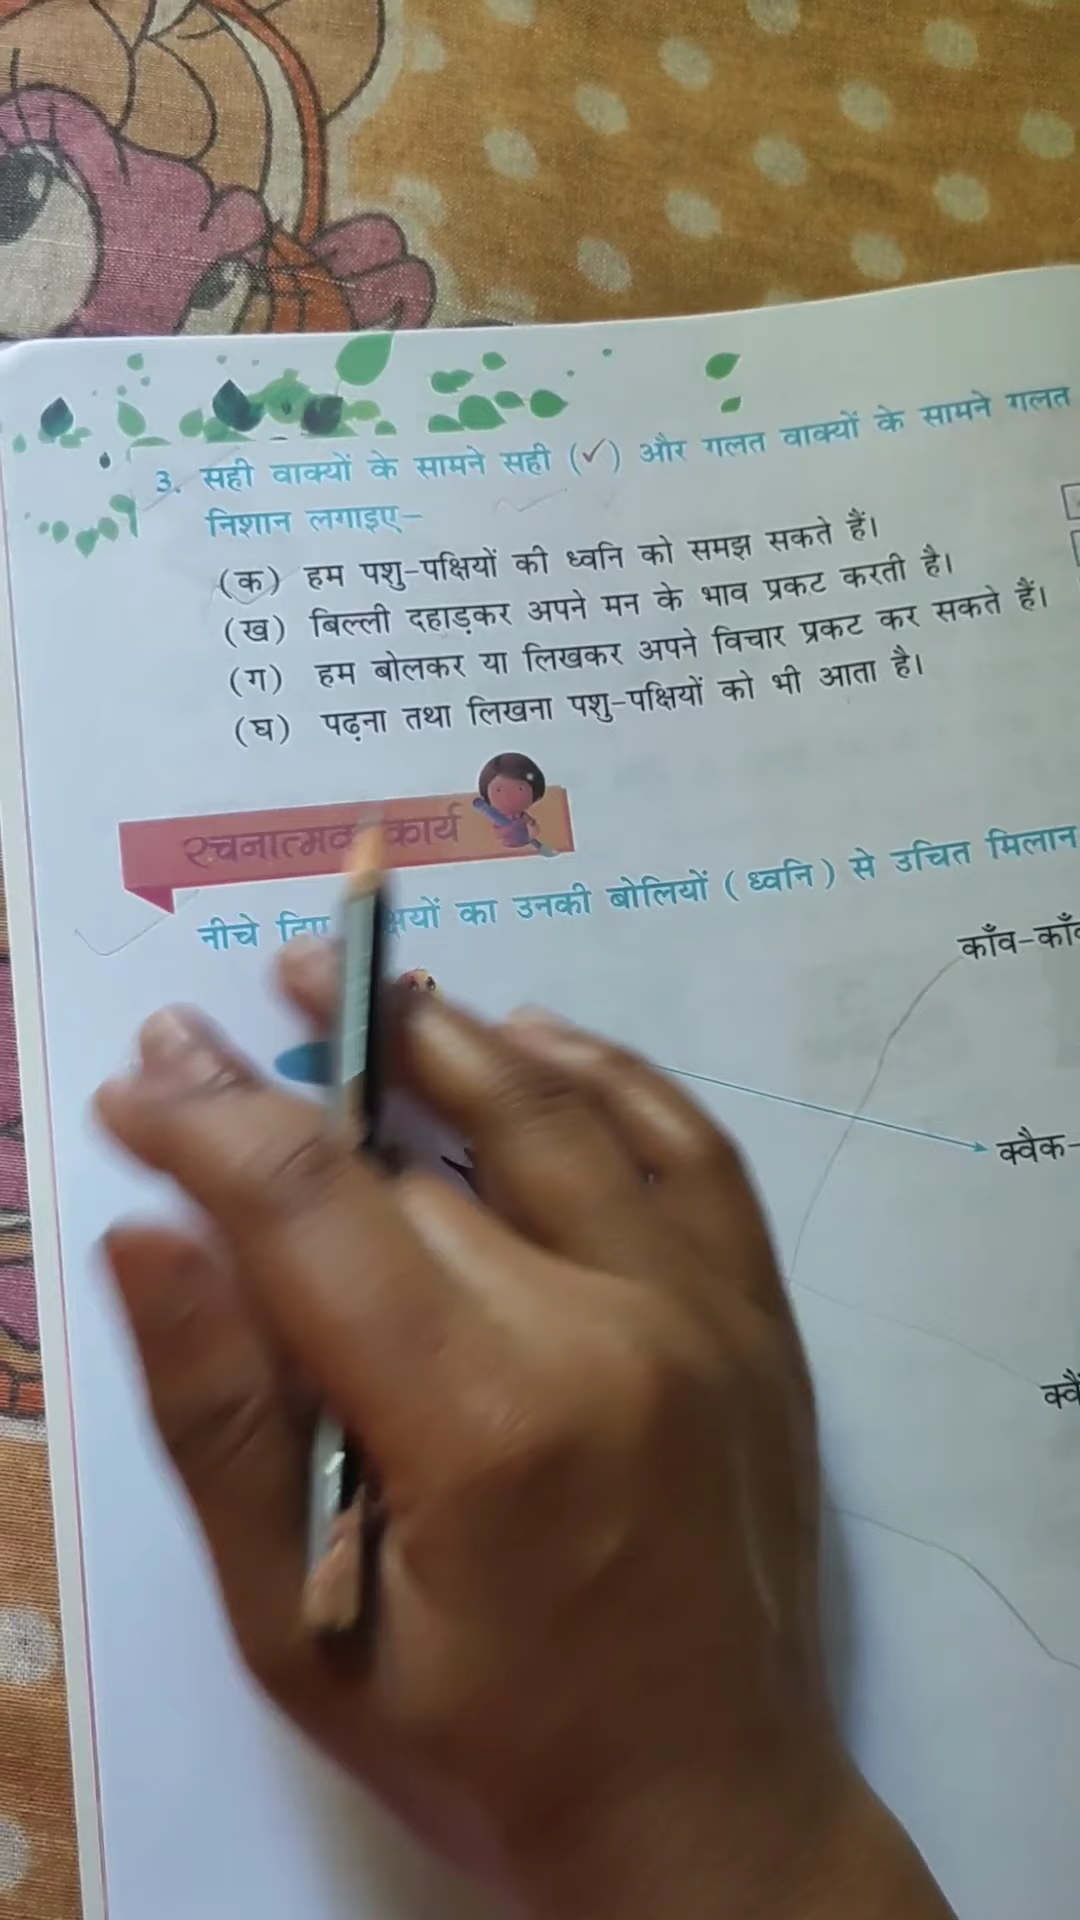 3. सही वाक्यों के सामने सही (✓) और गलत वाक्यों के सामने गलत
निशान लगाइए–
(क) हम पशु-पक्षियों की ध्वनि को समझ सकते हैं।
(ख) बिल्ली दहाड़कर अपने मन के भाव प्रकट करती है।
(ग) हम बोलकर या लिखकर अपने विचार प्रकट कर सकते हैं।
(घ) पढ़ना तथा लिखना पशु-पक्षियों को भी आता है।
रचनात्मक कार्य
नीचे दिए का उनकी बोलियों (ध्वनि) से उचित मिलान
काँव-काँव
क्वैक-